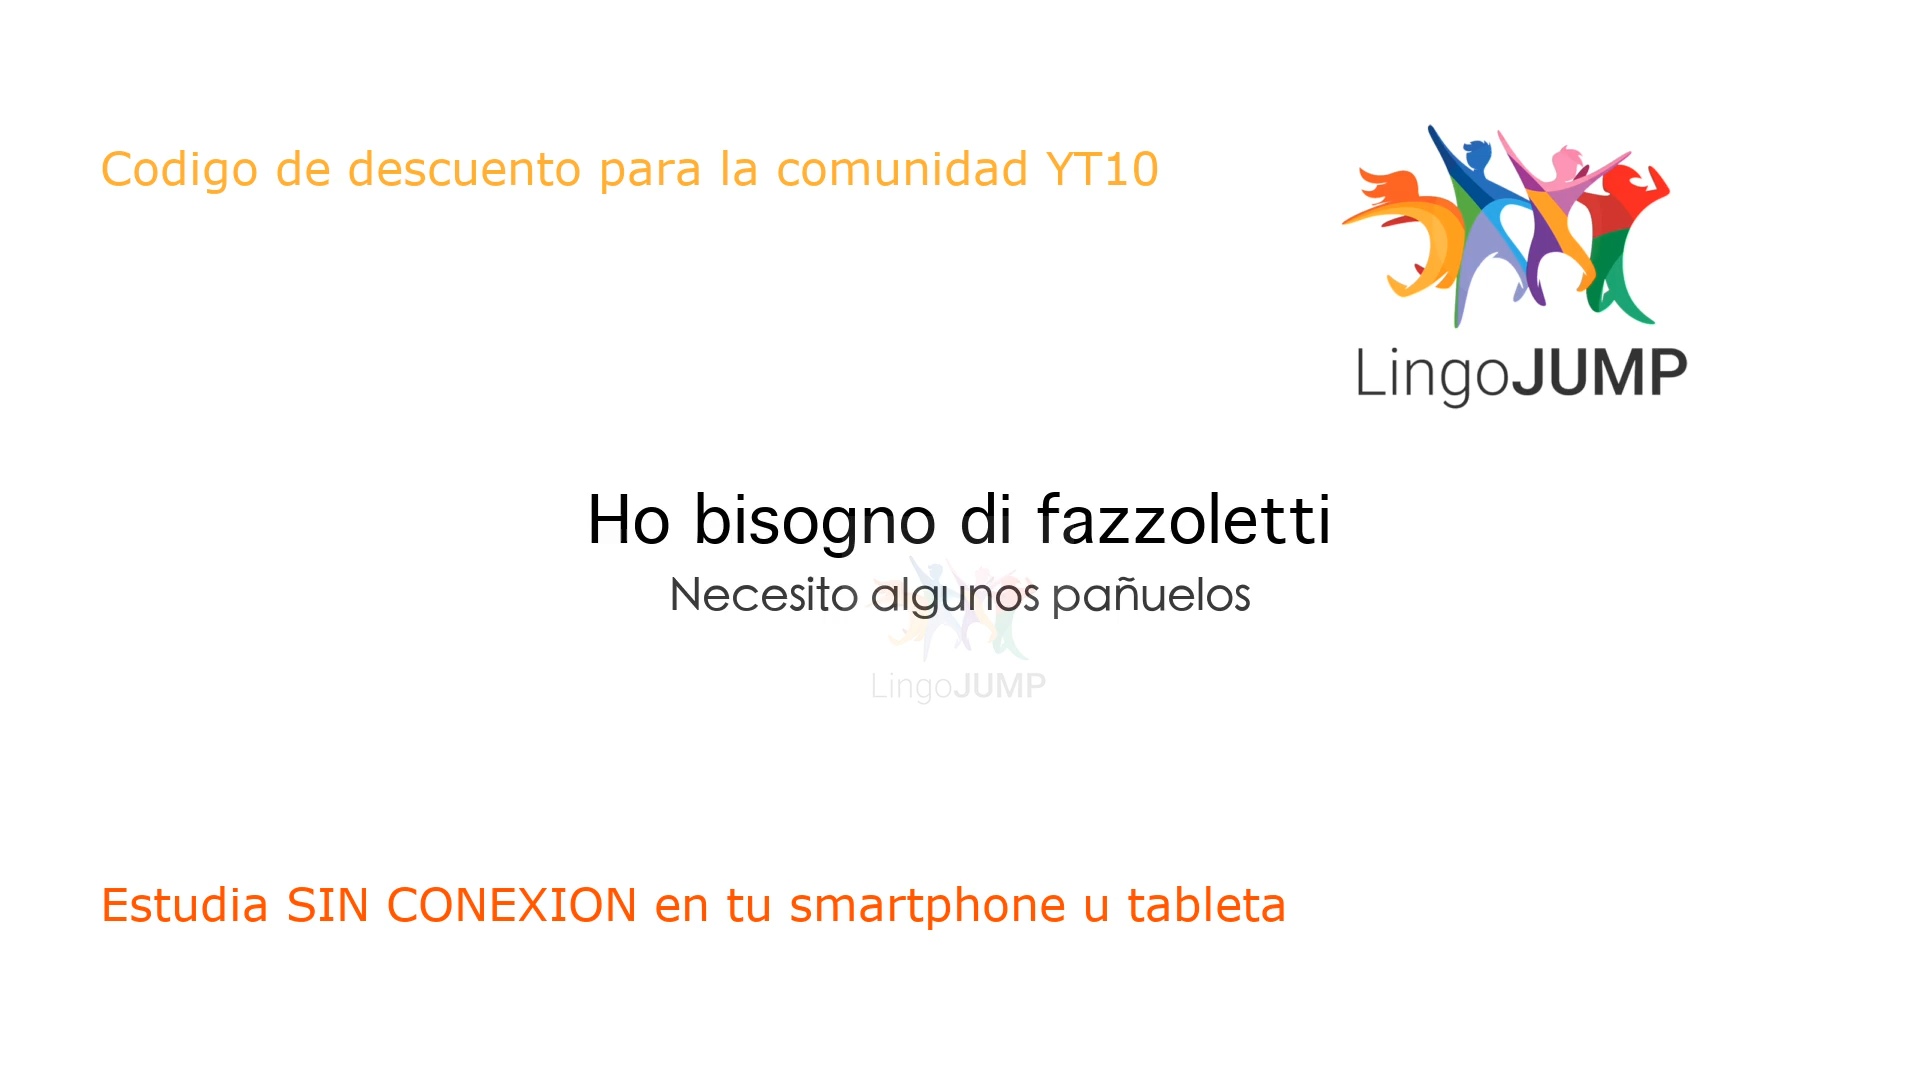 Codigo de descuento para la comunidad YT10
LingoJUMP
Ho bisogno di fazzoletti
Necesito algunos pañuelos
LingoJUMP
Estudia SIN CONEXION en tu smartphone u tableta